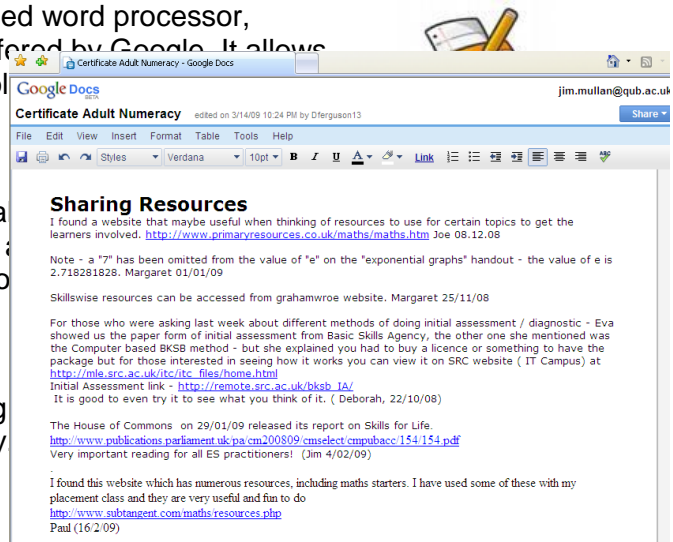 ed word processor,
fered by Google. It allows
Certificate Adult Numeracy - Google Docs
Google Docs
BETA
jim.mullan@qub.ac.uk
Certificate Adult Numeracy edited on 3/14/09 10:24 PM by Dferguson13
Share
File Edit View Insert Format Table Tools Help
Styles Verdana 10pt B I U A Link
Sharing Resources
I found a website that maybe useful when thinking of resources to use for certain topics to get the
learners involved. http://www.primaryresources.co.uk/maths/maths.htm Joe 08.12.08
Note - a "7" has been omitted from the value of "e" on the "exponential graphs" handout - the value of e is
2.718281828. Margaret 01/01/09
Skillswise resources can be accessed from grahamwroe website. Margaret 25/11/08
For those who were asking last week about different methods of doing initial assessment / diagnostic - Eva
showed us the paper form of initial assessment from Basic Skills Agency, the other one she mentioned was
the Computer based BKSB method - but she explained you had to buy a licence or something to have the
package but for those interested in seeing how it works you can view it on SRC website ( IT Campus) at
http://mle.src.ac.uk/itc/itc_files/home.html
Initial Assessment link - http://remote.src.ac.uk/bksb_IA/
It is good to even try it to see what you think of it. ( Deborah, 22/10/08)
The House of Commons on 29/01/09 released its report on Skills for Life.
http://www.publications.parliament.uk/pa/cm200809/cmselect/cmpubacc/154/154.pdf
Very important reading for all ES practitioners! (Jim 4/02/09)
.
I found this website which has numerous resources, including maths starters. I have used some of these with my
placement class and they are very useful and fun to do
http://www.subtangent.com/maths/resources.php
Paul (16/2/09)